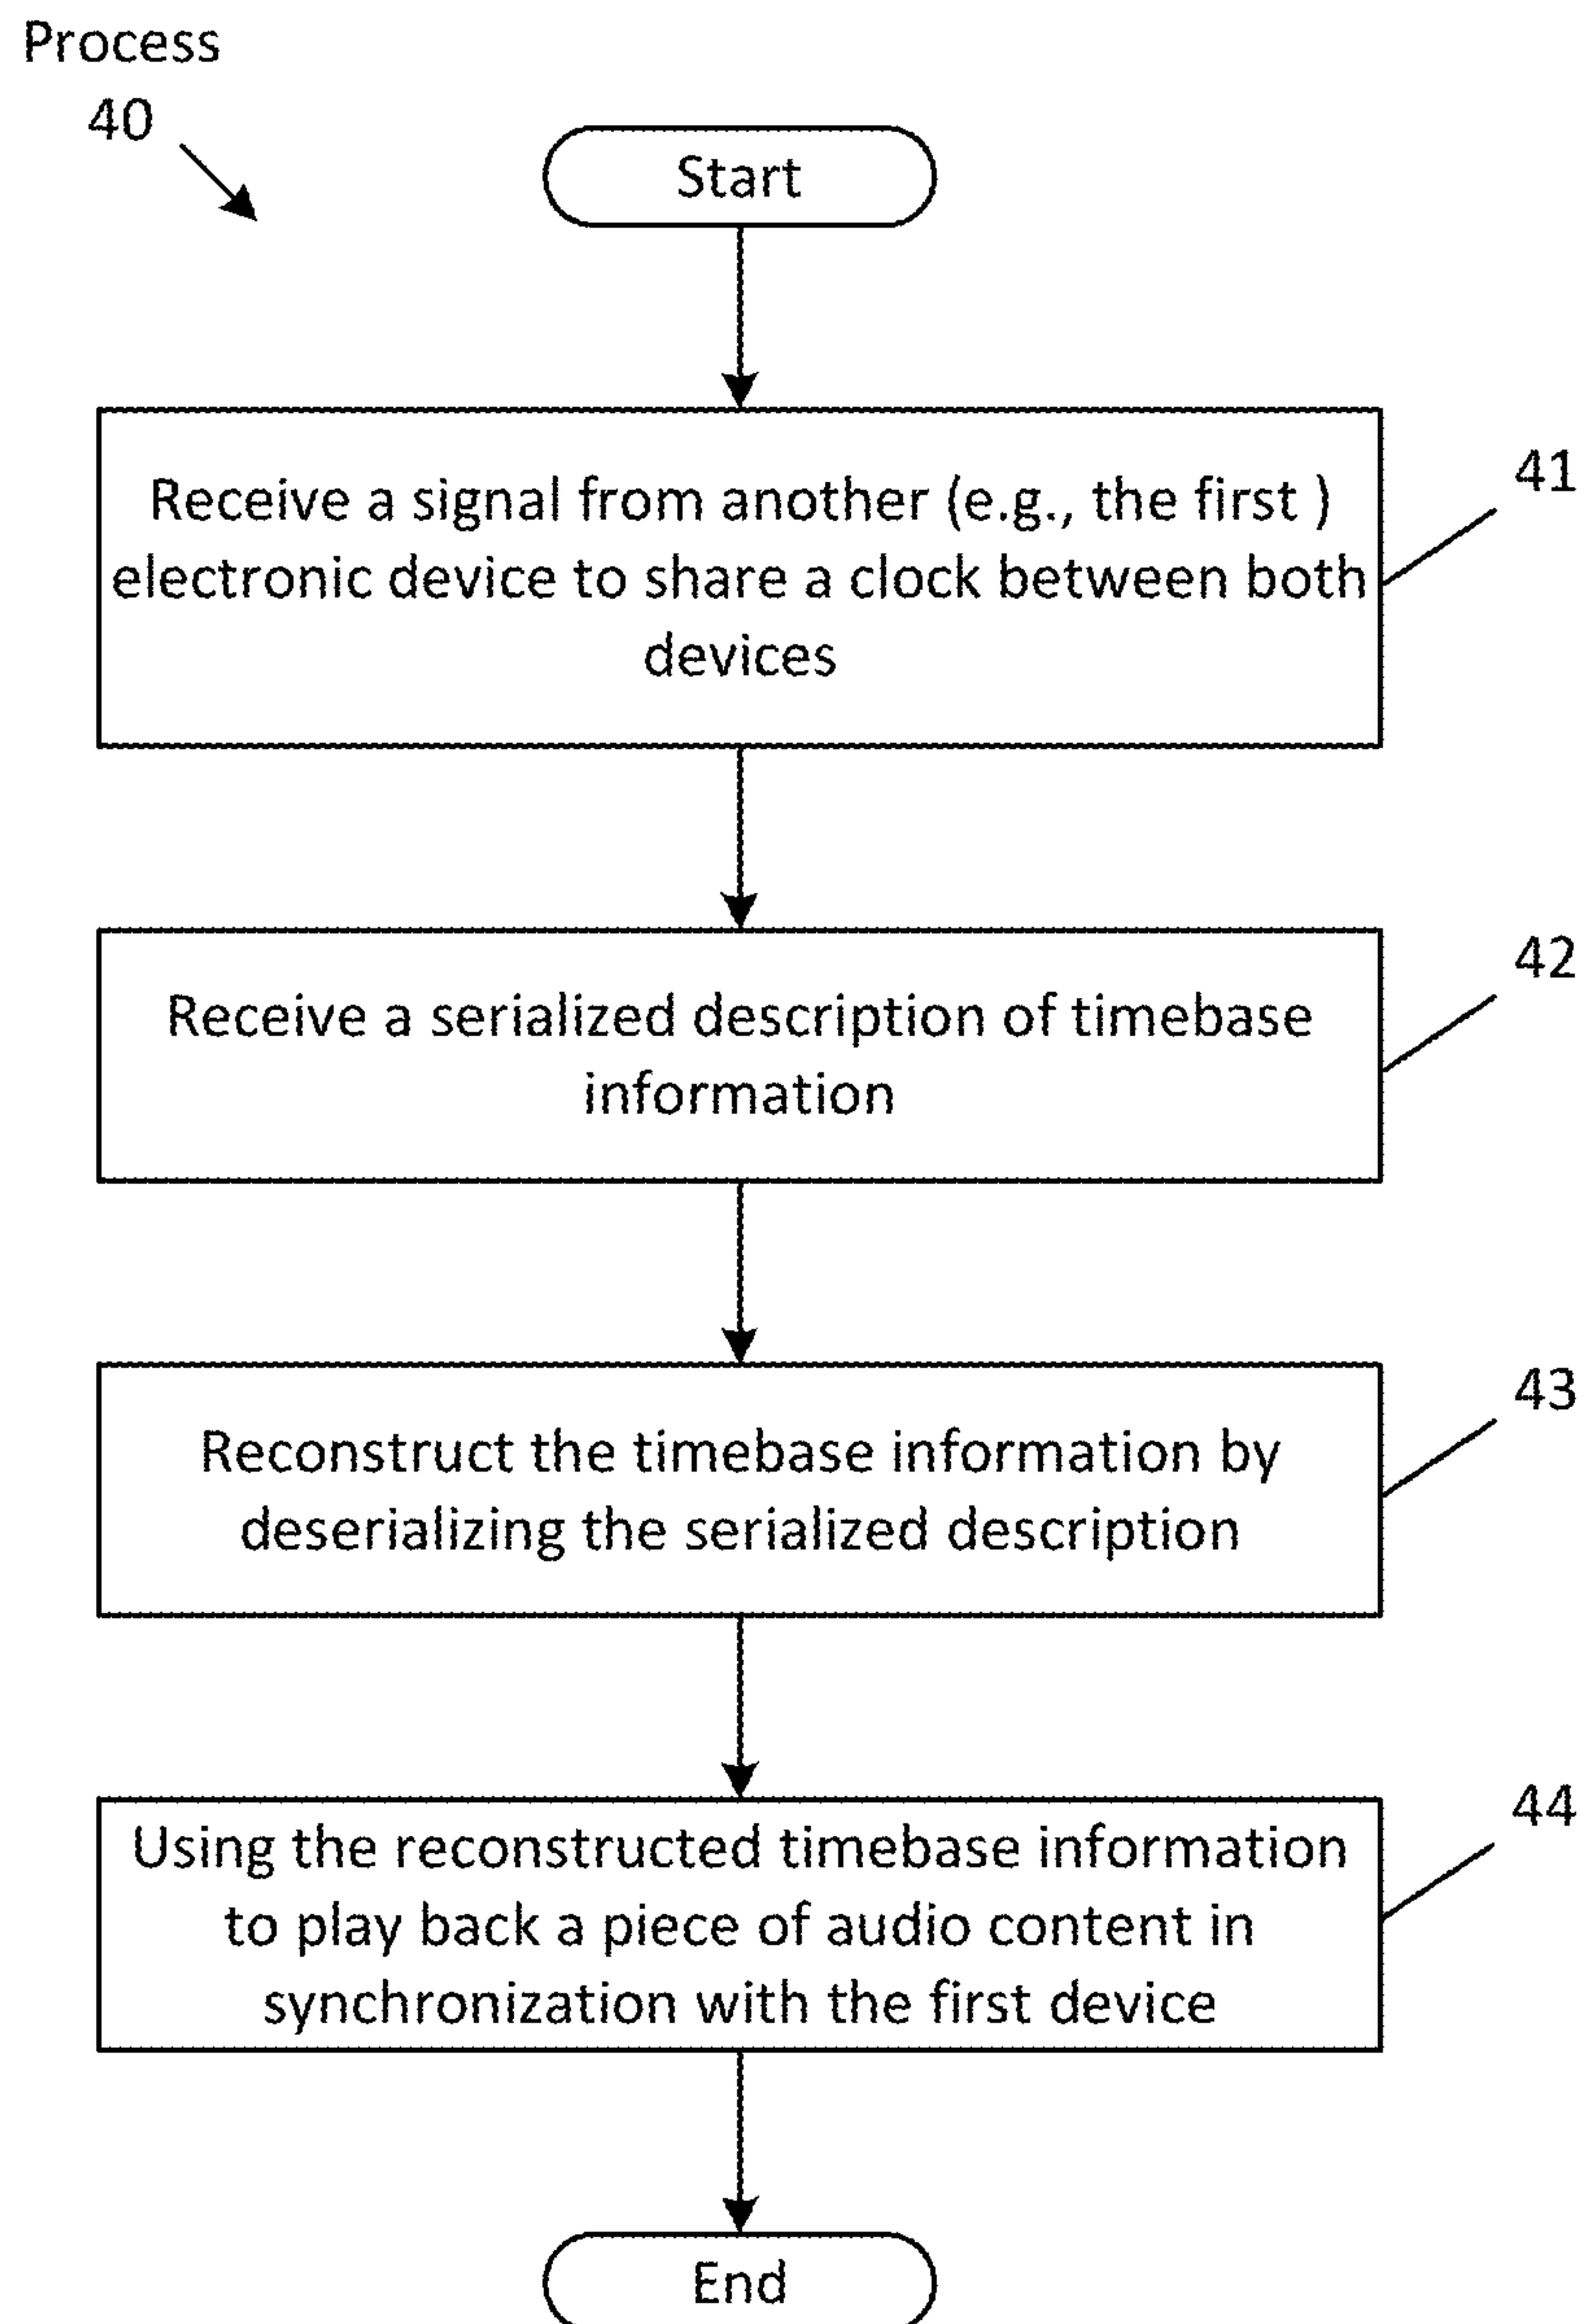 Process
40
Start
Receive a signal from another (e.g., the first )
electronic device to share a clock between both
devices
41
Receive a serialized description of timebase
information
42
Reconstruct the timebase information by
deserializing the serialized description
43
Using the reconstructed timebase information
to play back a piece of audio content in
synchronization with the first device
44
End